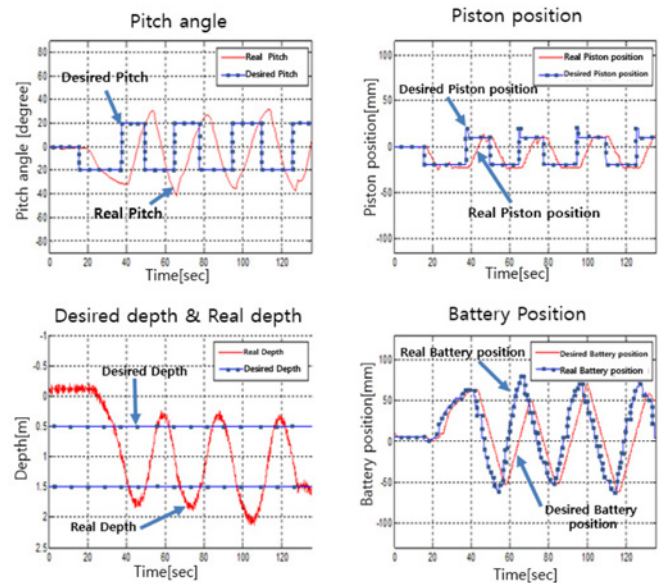 Pitch angle
80
60
40
20
0
-20
-40
-60
-80
Pitch angle [degree]
Real Pitch
Desired Pitch
Desired Pitch
Real Pitch
0
20
40
60
80
100
120
Time[sec]
Piston position
100
50
0
-50
-100
Piston position[mm]
Real Piston position
Desired Piston position
Desired Piston position
Real Piston position
0
20
40
60
80
100
120
Time[sec]
Desired depth & Real depth
-1
-0.5
0
0.5
1
1.5
2
2.5
Depth[m]
Real Depth
Desired Depth
Desired Depth
Real Depth
0
20
40
60
80
100
120
Time[sec]
Battery Position
100
50
0
-50
-100
Battery position[mm]
Desired Battery position
Real Battery position
Real Battery position
Desired Battery
position
0
20
40
60
80
100
120
Time[sec]